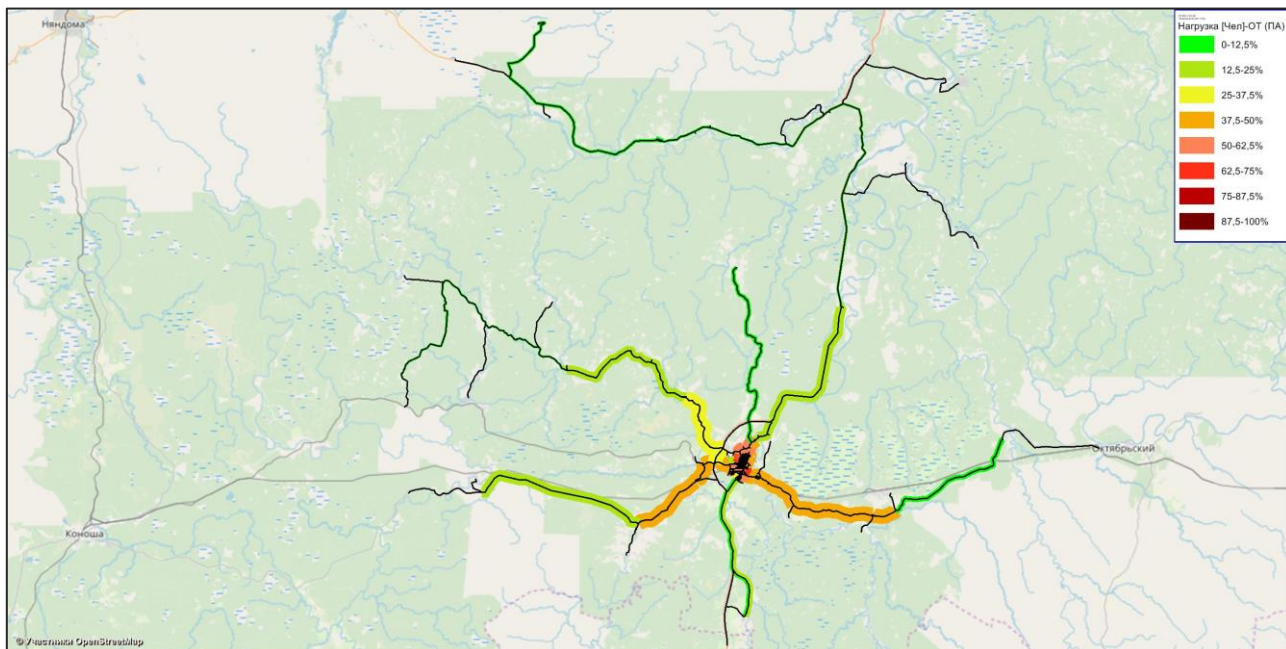 Няндома
Нагрузка [Чел]-ОТ (ПА)
0-12,5%
12,5-25%
25-37,5%
37,5-50%
50-62,5%
62,5-75%
75-87,5%
87,5-100%
Октябрьский
Коноша
© Участники OpenStreetMap